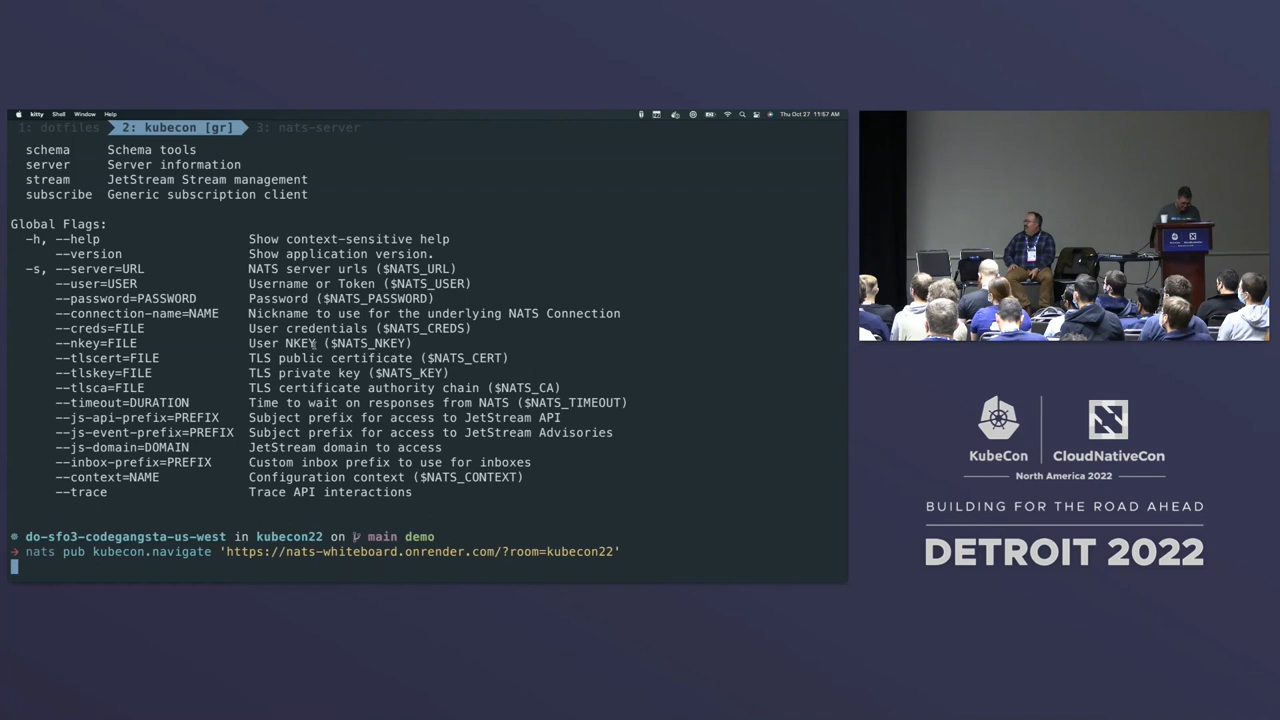 kitty Shell Window Help Thu Oct 27 11:57 AM
1: dotfiles 2: kubecon [gr] 3: nats-server
schema Schema tools
server Server information
stream JetStream Stream management
subscribe Generic subscription client
Global Flags:
-h, --help Show context-sensitive help
--version Show application version.
-s, --server=URL NATS server urls ($NATS_URL)
--user=USER Username or Token ($NATS_USER)
--password=PASSWORD Password ($NATS_PASSWORD)
--connection-name=NAME Nickname to use for the underlying NATS Connection
--creds=FILE User credentials ($NATS_CREDS)
--nkey=FILE User NKEY ($NATS_NKEY)
--tlscert=FILE TLS public certificate ($NATS_CERT)
--tlskey=FILE TLS private key ($NATS_KEY)
--tlsca=FILE TLS certificate authority chain ($NATS_CA)
--timeout=DURATION Time to wait on responses from NATS ($NATS_TIMEOUT)
--js-api-prefix=PREFIX Subject prefix for access to JetStream API
--js-event-prefix=PREFIX Subject prefix for access to JetStream Advisories
--js-domain=DOMAIN JetStream domain to access
--inbox-prefix=PREFIX Custom inbox prefix to use for inboxes
--context=NAME Configuration context ($NATS_CONTEXT)
--trace Trace API interactions
do-sfo3-codegangsta-us-west in kubecon22 on main demo
→ nats pub kubecon.navigate 'https://nats-whiteboard.onrender.com/?room=kubecon22'
KubeCon CloudNativeCon
North America 2022
BUILDING FOR THE ROAD AHEAD
DETROIT 2022